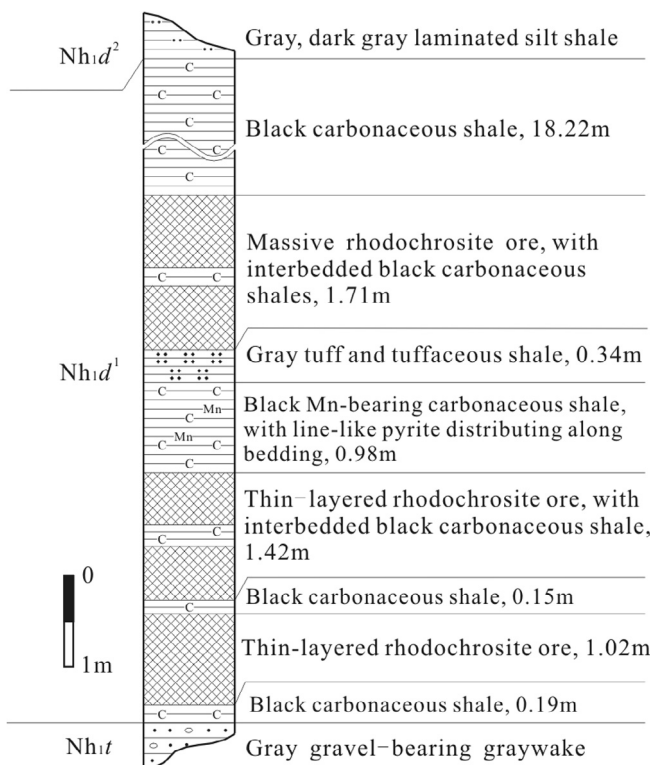 Gray, dark gray laminated silt shale
Nh₁d²
C
C C
C
Black carbonaceous shale, 18.22m
C C
C
Massive rhodochrosite ore, with
interbedded black carbonaceous
shales, 1.71m
C C
Gray tuff and tuffaceous shale, 0.34m
Nh₁d¹
C C
Mn
C
Mn
C C
C
Black Mn-bearing carbonaceous shale,
with line-like pyrite distributing along
bedding, 0.98m
Thin-layered rhodochrosite ore, with
interbedded black carbonaceous shale,
1.42m
C C
0
1m
Black carbonaceous shale, 0.15m
C
Thin-layered rhodochrosite ore, 1.02m
Black carbonaceous shale, 0.19m
C C
Nh₁t
Gray gravel-bearing graywake